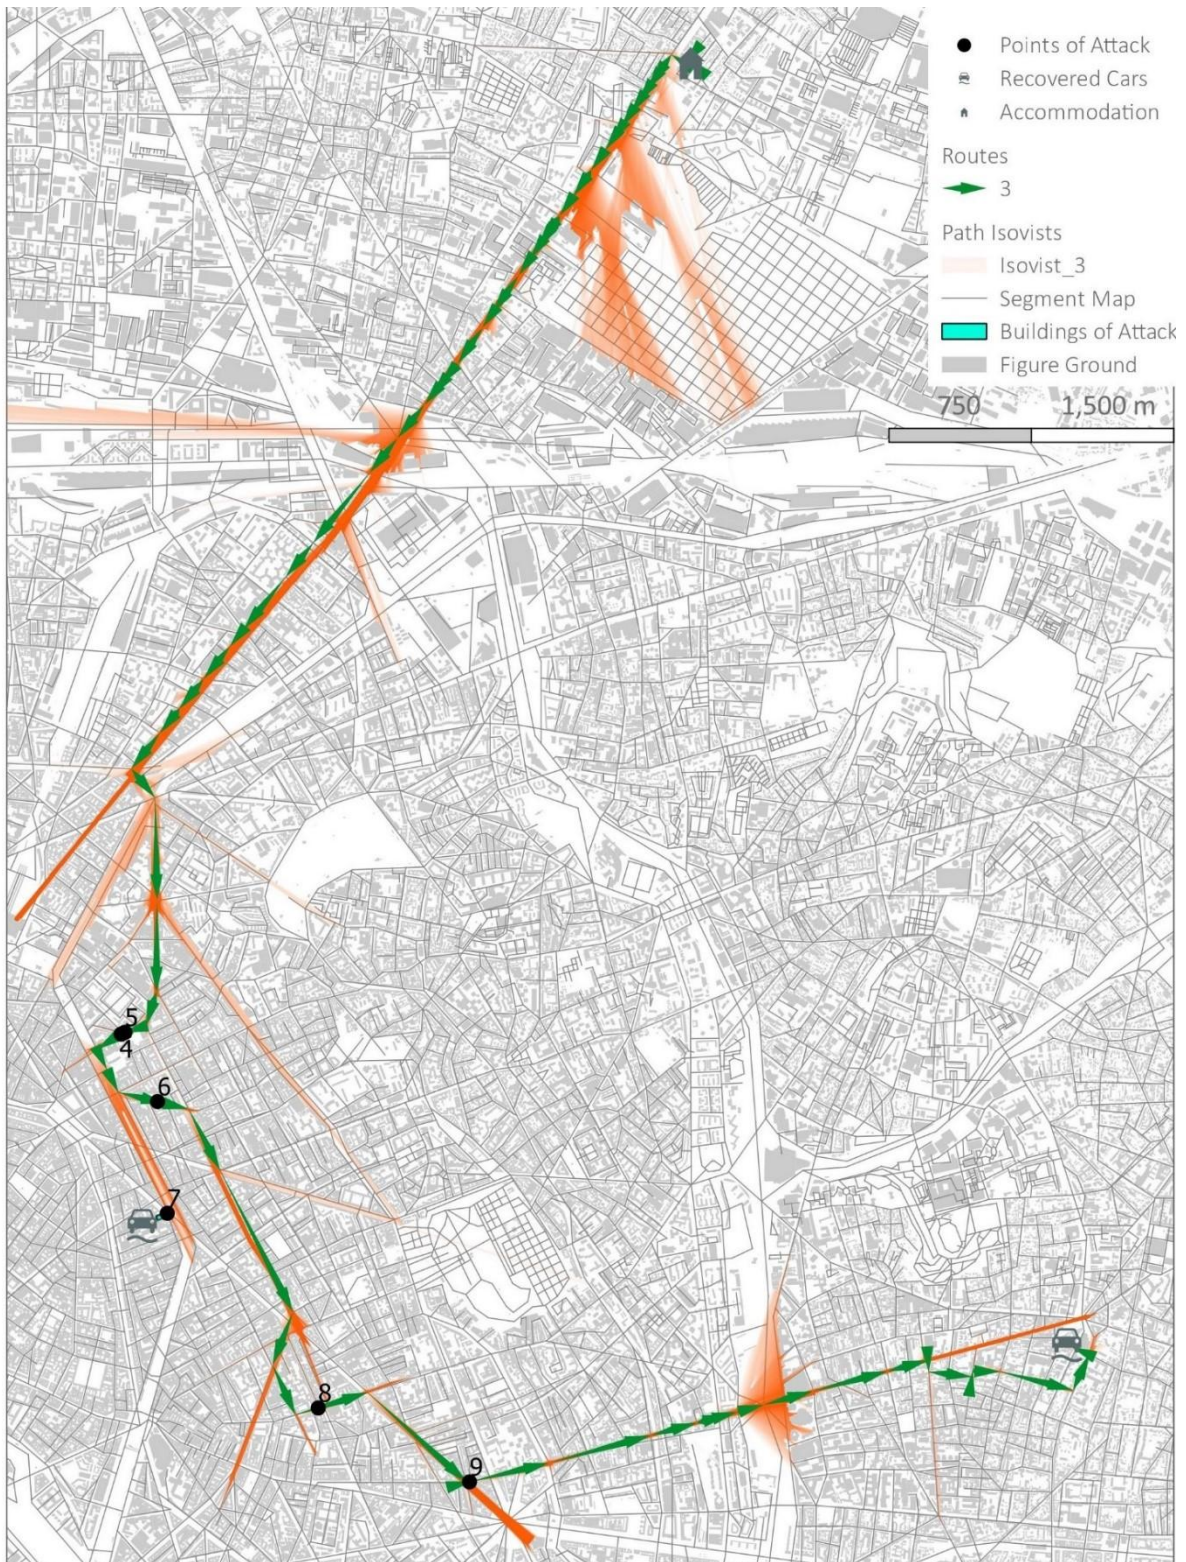 Points of Attack
Recovered Cars
Accommodation
Routes
3
Path Isovists
Isovist_3
Segment Map
Buildings of Attack
Figure Ground
750 1,500 m
5
4
6
7
8
9